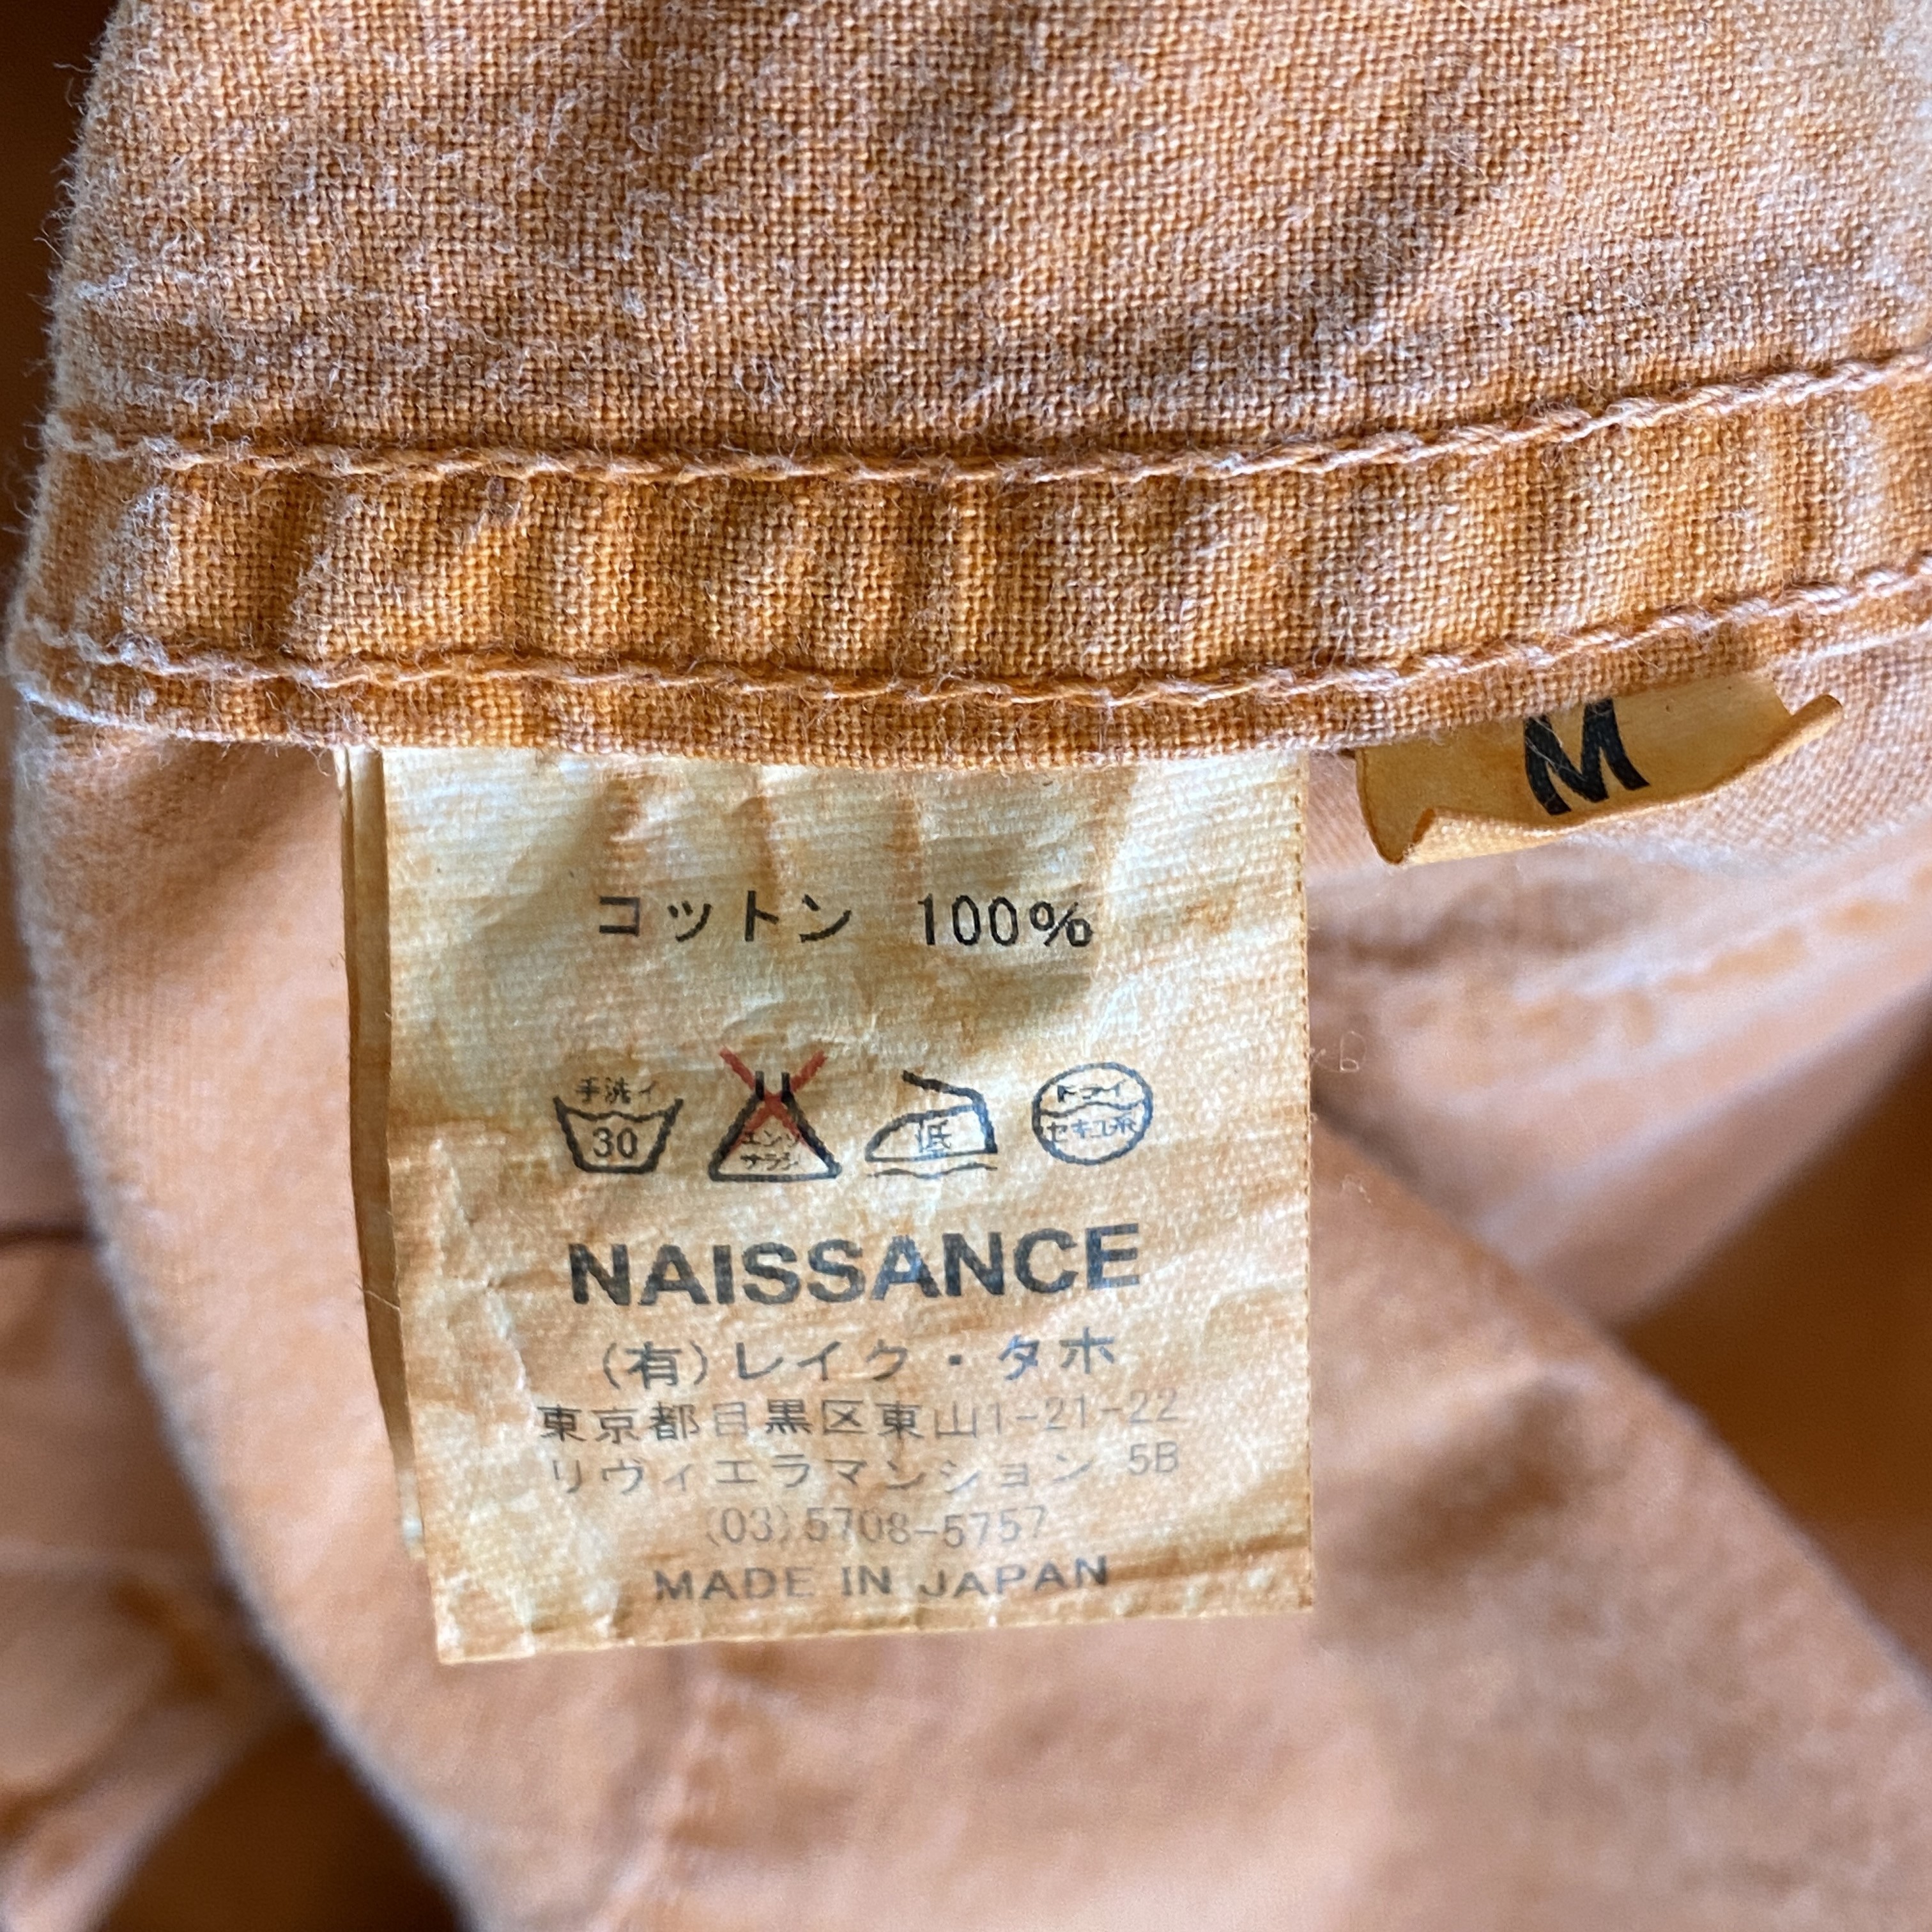 M
コットン 100%
手洗イ
30
エンソ
サラシ
低
ドライ
セキユ系
NAISSANCE
(有)レイク・タホ
東京都目黒区東山1-21-22
リヴィエラマンション 5B
(03)5708-5757
MADE IN JAPAN